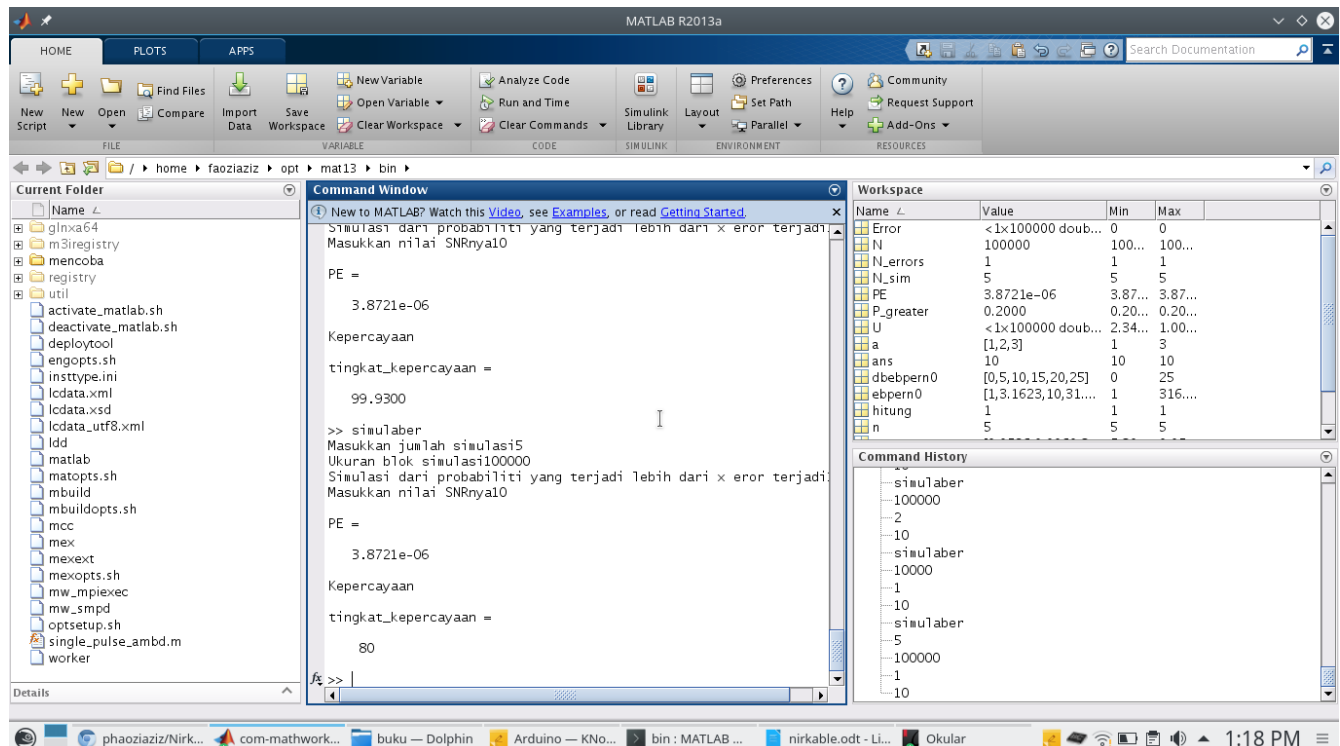 MATLAB R2013a
HOME PLOTS APPS
Search Documentation
New Script
New
Open
Find Files
Compare
Import Data
Save Workspace
New Variable
Open Variable
Clear Workspace
Analyze Code
Run and Time
Clear Commands
Simulink Library
Layout
Preferences
Set Path
Parallel
Help
Community
Request Support
Add-Ons
FILE VARIABLE CODE SIMULINK ENVIRONMENT RESOURCES
/ home faoziaziz opt mat13 bin
Current Folder
Name
glnxa64
m3iregistry
mencoba
registry
util
activate_matlab.sh
deactivate_matlab.sh
deploytool
engopts.sh
insttype.ini
lcdata.xml
lcdata.xsd
lcdata_utf8.xml
ldd
matlab
matopts.sh
mbuild
mbuildopts.sh
mcc
mex
mexext
mexopts.sh
mw_mpiexec
mw_smpd
optsetup.sh
single_pulse_ambd.m
worker
Details
Command Window
New to MATLAB? Watch this Video, see Examples, or read Getting Started.
Simulasi dari probabiliti yang terjadi lebih dari x eror terjadi
Masukkan nilai SNRnya10
PE =
3.8721e-06
Kepercayaan
tingkat_kepercayaan =
99.9300
>> simulaber
Masukkan jumlah simulasi5
Ukuran blok simulasi100000
Simulasi dari probabiliti yang terjadi lebih dari x eror terjadi
Masukkan nilai SNRnya10
PE =
3.8721e-06
Kepercayaan
tingkat_kepercayaan =
80
fx >>
Workspace
Name Value Min Max
Error <1x100000 doub... 0 0
N 100000 100... 100...
N_errors 1 1 1
N_sim 5 5 5
PE 3.8721e-06 3.87... 3.87...
P_greater 0.2000 0.20... 0.20...
U <1x100000 doub... 2.34... 1.00...
a [1,2,3] 1 3
ans 10 10 10
dbebpern0 [0,5,10,15,20,25] 0 25
ebpern0 [1,3.1623,10,31.... 1 316....
hitung 1 1 1
n 5 5 5
Command History
simulaber
100000
2
10
simulaber
10000
1
10
simulaber
5
100000
1
10
phaoziaziz/Nirk... com-mathwork... buku — Dolphin Arduino — KNo... bin : MATLAB ... nirkable.odt - Li... Okular 1:18 PM